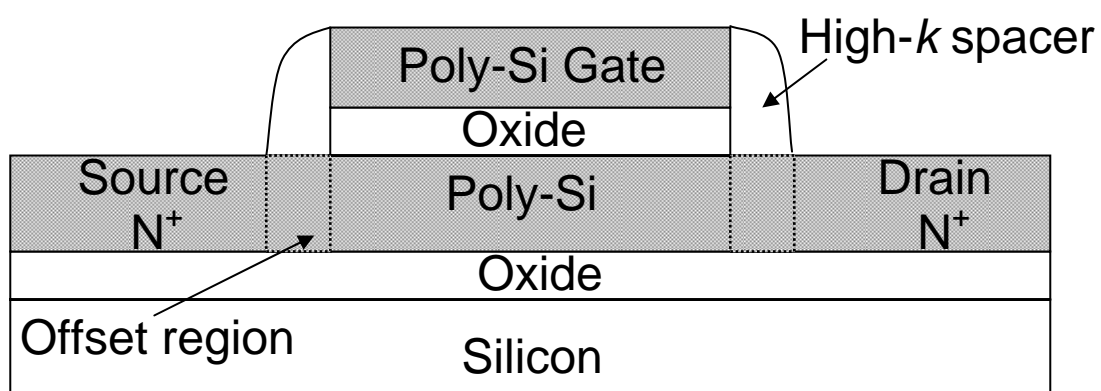 High-k spacer
Poly-Si Gate
Oxide
Source
N+
Poly-Si
Drain
N+
Oxide
Offset region
Silicon